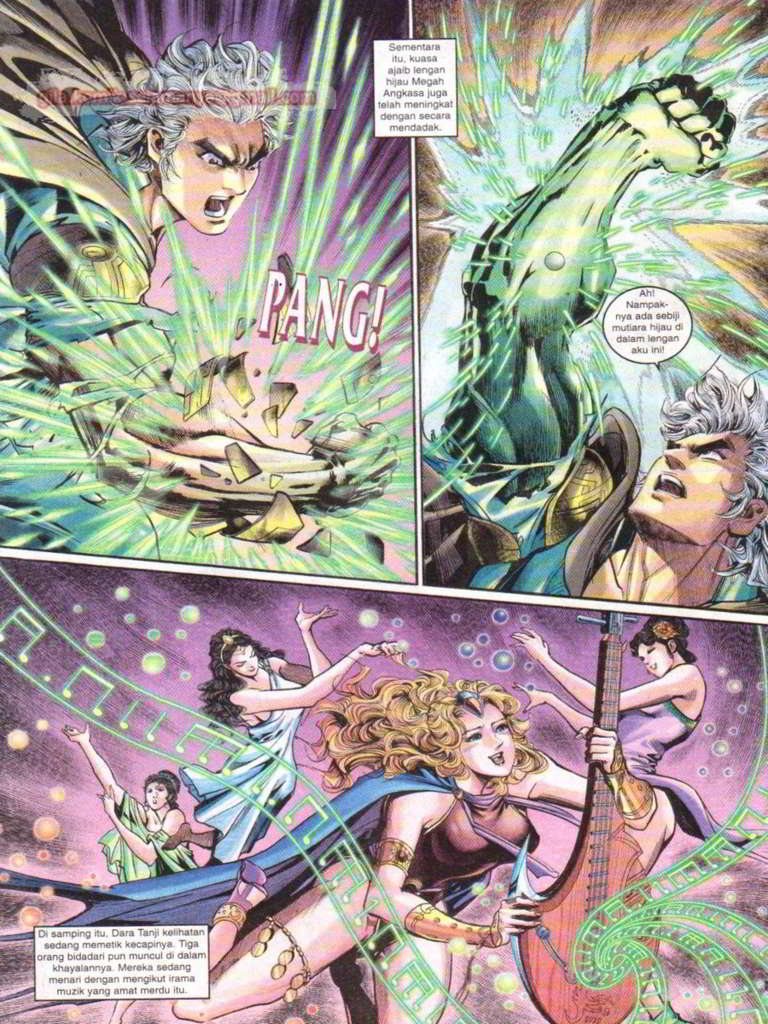 Sementara
itu, kuasa
ajaib lengan
hijau Megah
Angkasa juga
telah meningkat
dengan secara
mendadak.
PANG!
Ah!
Nampak-
nya ada sebiji
mutiara hijau di
dalam lengan
aku ini!
Di samping itu, Dara Tanji kelihatan
sedang memetik kecapinya. Tiga
orang bidadari pun muncul di dalam
khayalannya. Mereka sedang
menari dengan mengikut irama
muzik yang amat merdu itu.